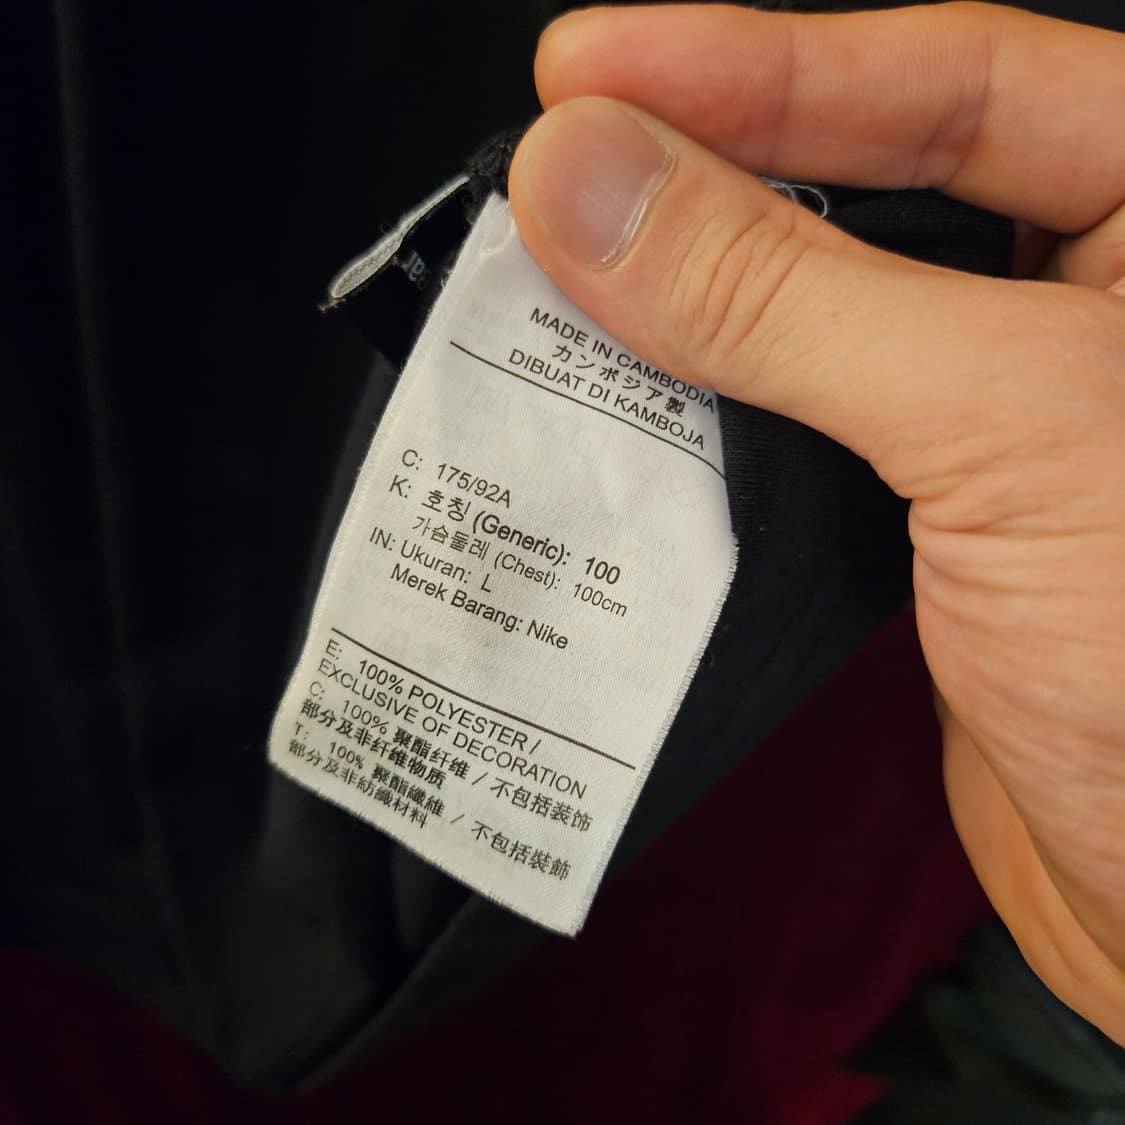 MADE IN CAMBODIA
カンボジア製
DIBUAT DI KAMBOJA
C: 175/92A
K: 호칭 (Generic): 100
가슴둘레 (Chest): 100cm
IN: Ukuran: L
Merek Barang: Nike
E: 100% POLYESTER /
EXCLUSIVE OF DECORATION
C: 100% 聚酯纤维 / 不包括装饰
部分及非纤维物质
T: 100% 聚酯纖維 / 不包括裝飾
部分及非紡織材料